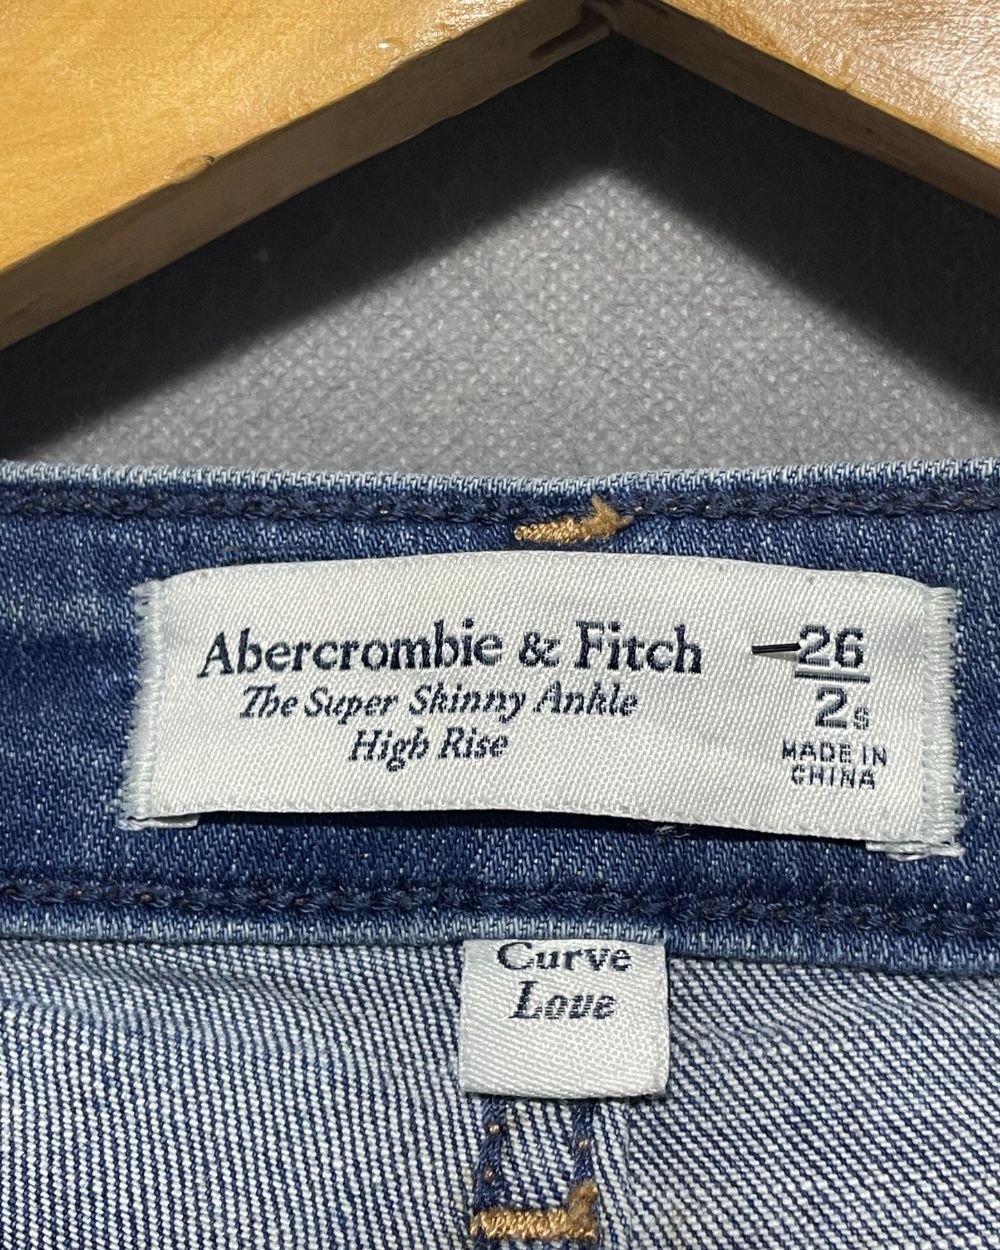 Abercrombie & Fitch
The Super Skinny Ankle
High Rise
26
2s
MADE IN
CHINA
Curve
Love